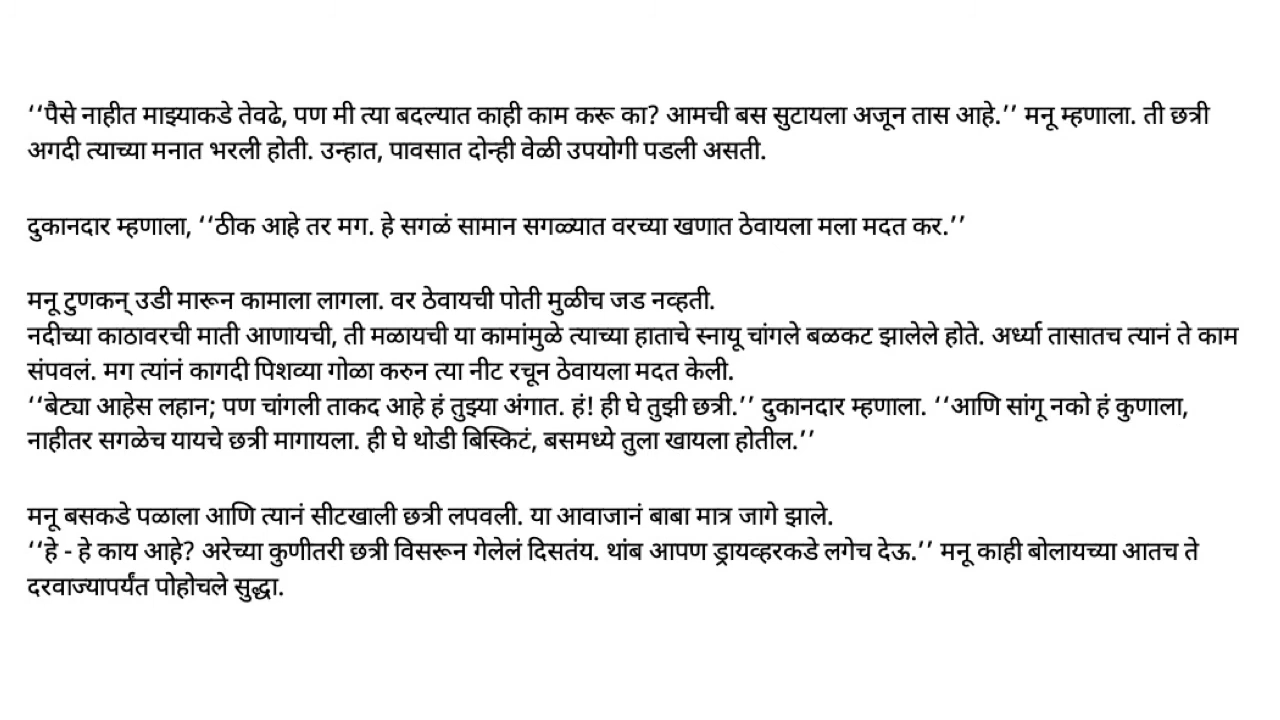 ‘‘पैसे नाहीत माझ्याकडे तेवढे, पण मी त्या बदल्यात काही काम करू का? आमची बस सुटायला अजून तास आहे.’’ मनू म्हणाला. ती छत्री
अगदी त्याच्या मनात भरली होती. उन्हात, पावसात दोन्ही वेळी उपयोगी पडली असती.
दुकानदार म्हणाला, ‘‘ठीक आहे तर मग. हे सगळं सामान सगळ्यात वरच्या खणात ठेवायला मला मदत कर.’’
मनू टुणकन् उडी मारून कामाला लागला. वर ठेवायची पोती मुळीच जड नव्हती.
नदीच्या काठावरची माती आणायची, ती मळायची या कामांमुळे त्याच्या हाताचे स्नायू चांगले बळकट झालेले होते. अर्ध्या तासातच त्यानं ते काम
संपवलं. मग त्यांनं कागदी पिशव्या गोळा करुन त्या नीट रचून ठेवायला मदत केली.
‘‘बेट्या आहेस लहान; पण चांगली ताकद आहे हं तुझ्या अंगात. हं! ही घे तुझी छत्री.’’ दुकानदार म्हणाला. ‘‘आणि सांगू नको हं कुणाला,
नाहीतर सगळेच यायचे छत्री मागायला. ही घे थोडी बिस्किटं, बसमध्ये तुला खायला होतील.’’
मनू बसकडे पळाला आणि त्यानं सीटखाली छत्री लपवली. या आवाजानं बाबा मात्र जागे झाले.
‘‘हे - हे काय आहे? अरेच्या कुणीतरी छत्री विसरून गेलेलं दिसतंय. थांब आपण ड्रायव्हरकडे लगेच देऊ.’’ मनू काही बोलायच्या आतच ते
दरवाज्यापर्यंत पोहोचले सुद्धा.